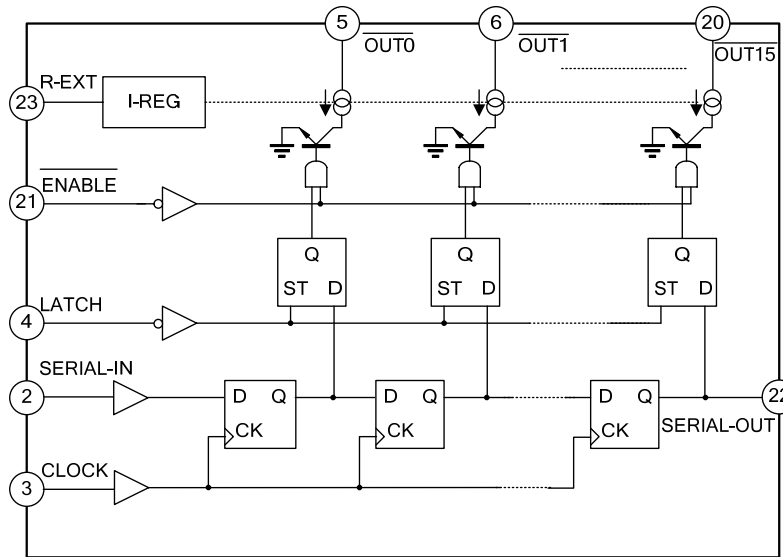 5 6 20
OUT0 OUT1 OUT15
R-EXT
23 I-REG
ENABLE
21
Q Q Q
ST D ST D ST D
LATCH
4
SERIAL-IN
2 D Q D Q D Q 22
CK CK CK SERIAL-OUT
CLOCK
3